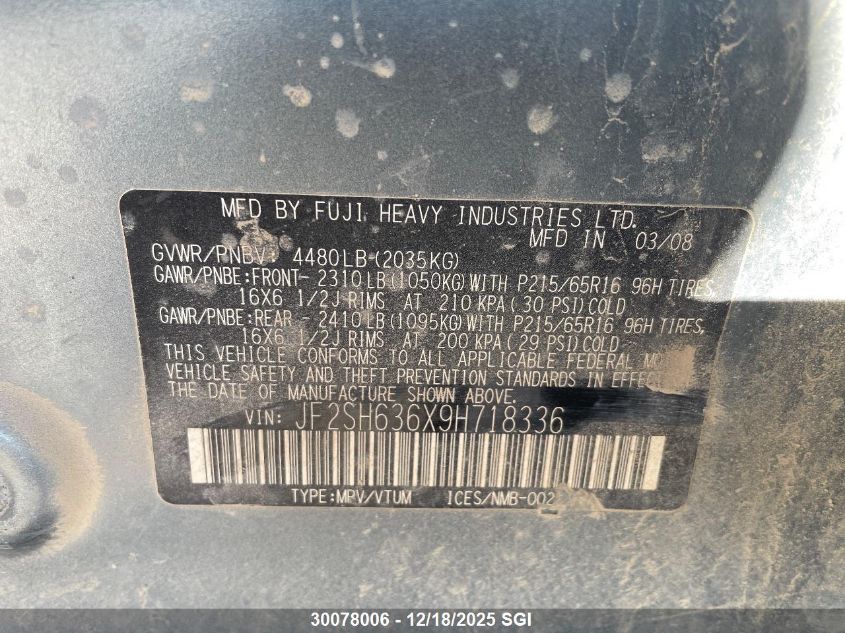 MFD BY FUJI HEAVY INDUSTRIES LTD.
MFD IN 03/08
GVWR/PNBV: 4480LB(2035KG)
GAWR/PNBE:FRONT-2310LB(1050KG)WITH P215/65R16 96H TIRES,
16X6 1/2J RIMS AT 210 KPA(30 PSI)COLD
GAWR/PNBE:REAR -2410LB(1095KG)WITH P215/65R16 96H TIRES,
16X6 1/2J RIMS AT 200 KPA(29 PSI)COLD
THIS VEHICLE CONFORMS TO ALL APPLICABLE FEDERAL
VEHICLE SAFETY AND THEFT PREVENTION STANDARDS IN
THE DATE OF MANUFACTURE SHOWN ABOVE.
VIN: JF2SH636X9H718336
TYPE:MPV/VTUM ICES/NMB-002
30078006 - 12/18/2025 SGI